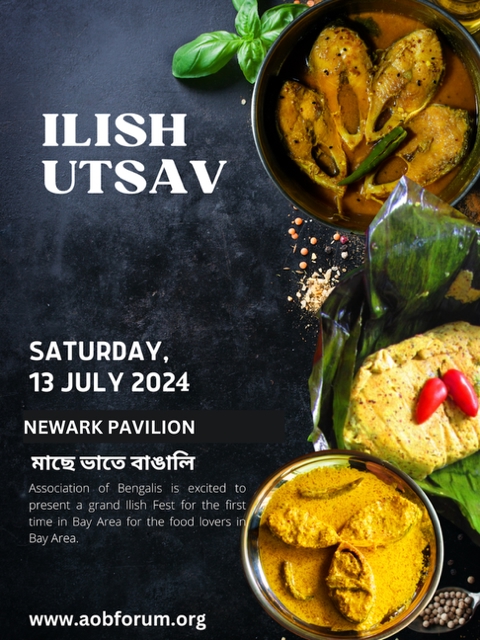 ILISH
UTSAV
SATURDAY,
13 JULY 2024
NEWARK PAVILION
মাছে ভাতে বাঙালি
Association of Bengalis is excited to
present a grand Ilish Fest for the first
time in Bay Area for the food lovers in
Bay Area.
www.aobforum.org